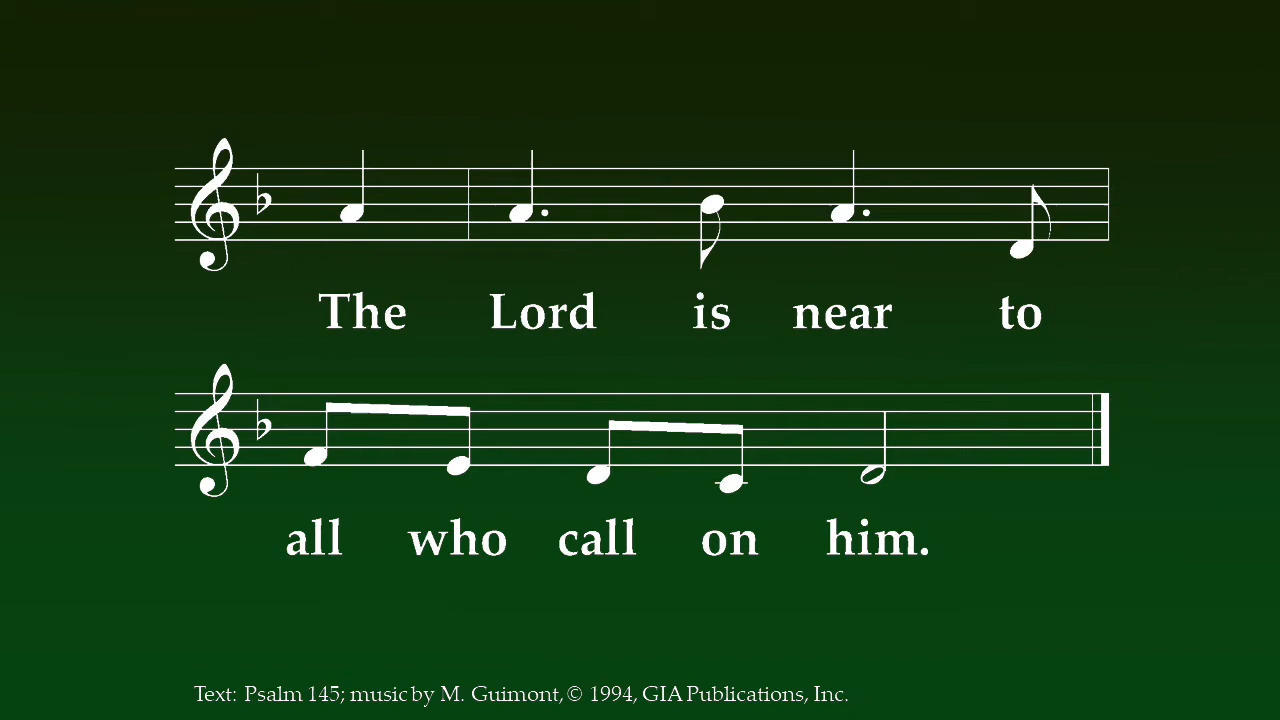 The Lord is near to
all who call on him.
Text: Psalm 145; music by M. Guimont, © 1994, GIA Publications, Inc.